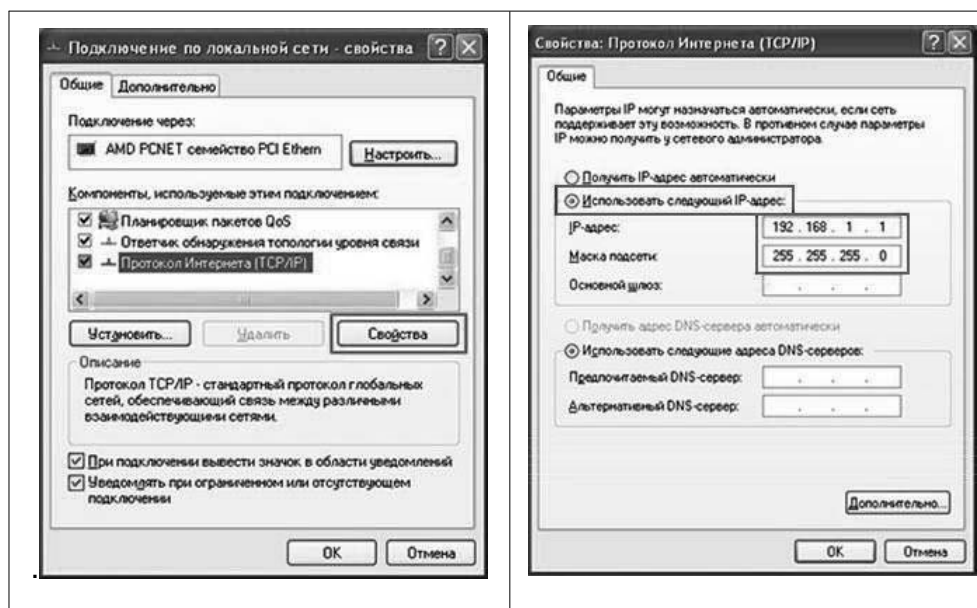 Подключение по локальной сети - свойства
Общие
Дополнительно
Подключение через:
AMD PCNET семейство PCI Ethern
Настроить...
Компоненты, используемые этим подключением:
Планировщик пакетов QoS
Ответчик обнаружения топологии уровня связи
Протокол Интернета (TCP/IP)
Установить...
Удалить
Свойства
Описание
Протокол TCP/IP - стандартный протокол глобальных
сетей, обеспечивающий связь между различными
взаимодействующими сетями.
При подключении вывести значок в области уведомлений
Уведомлять при ограниченном или отсутствующем
подключении
OK
Отмена
.
Свойства: Протокол Интернета (TCP/IP)
Общие
Параметры IP могут назначаться автоматически, если сеть
поддерживает эту возможность. В противном случае параметры
IP можно получить у сетевого администратора.
Получить IP-адрес автоматически
Использовать следующий IP-адрес:
IP-адрес:
192 . 168 . 1 . 1
Маска подсети:
255 . 255 . 255 . 0
Основной шлюз:
. . .
Получить адрес DNS-сервера автоматически
Использовать следующие адреса DNS-серверов:
Предпочитаемый DNS-сервер:
. . .
Альтернативный DNS-сервер:
. . .
Дополнительно...
OK
Отмена